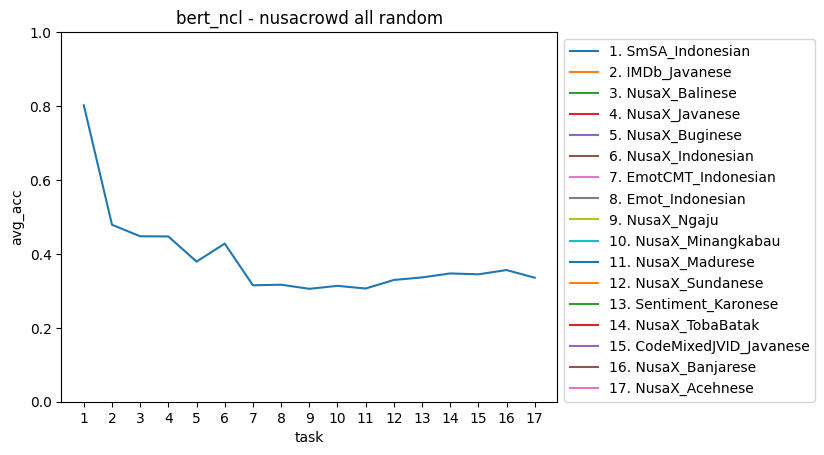 bert_ncl - nusacrowd all random
1.0
0.8
0.6
0.4
0.2
0.0
avg_acc
1 2 3 4 5 6 7 8 9 10 11 12 13 14 15 16 17
task
1. SmSA_Indonesian
2. IMDb_Javanese
3. NusaX_Balinese
4. NusaX_Javanese
5. NusaX_Buginese
6. NusaX_Indonesian
7. EmotCMT_Indonesian
8. Emot_Indonesian
9. NusaX_Ngaju
10. NusaX_Minangkabau
11. NusaX_Madurese
12. NusaX_Sundanese
13. Sentiment_Karonese
14. NusaX_TobaBatak
15. CodeMixedJVID_Javanese
16. NusaX_Banjarese
17. NusaX_Acehnese